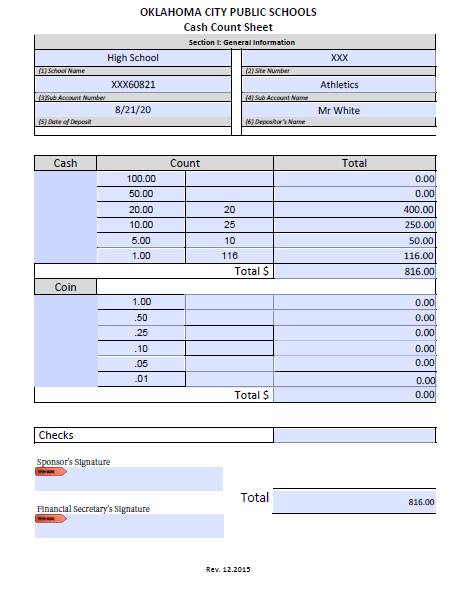 OKLAHOMA CITY PUBLIC SCHOOLS
Cash Count Sheet
Section I: General Information
High School XXX
(1) School Name (2) Site Number
XXX60821 Athletics
(3)Sub Account Number (4) Sub Account Name
8/21/20 Mr White
(5) Date of Deposit (6) Depositor's Name
Cash Count Total
100.00 0.00
50.00 0.00
20.00 20 400.00
10.00 25 250.00
5.00 10 50.00
1.00 116 116.00
Total $ 816.00
Coin
1.00 0.00
.50 0.00
.25 0.00
.10 0.00
.05 0.00
.01 0.00
Total $ 0.00
Checks
Sponsor's Signature
Total 816.00
Financial Secretary's Signature
Rev. 12.2015